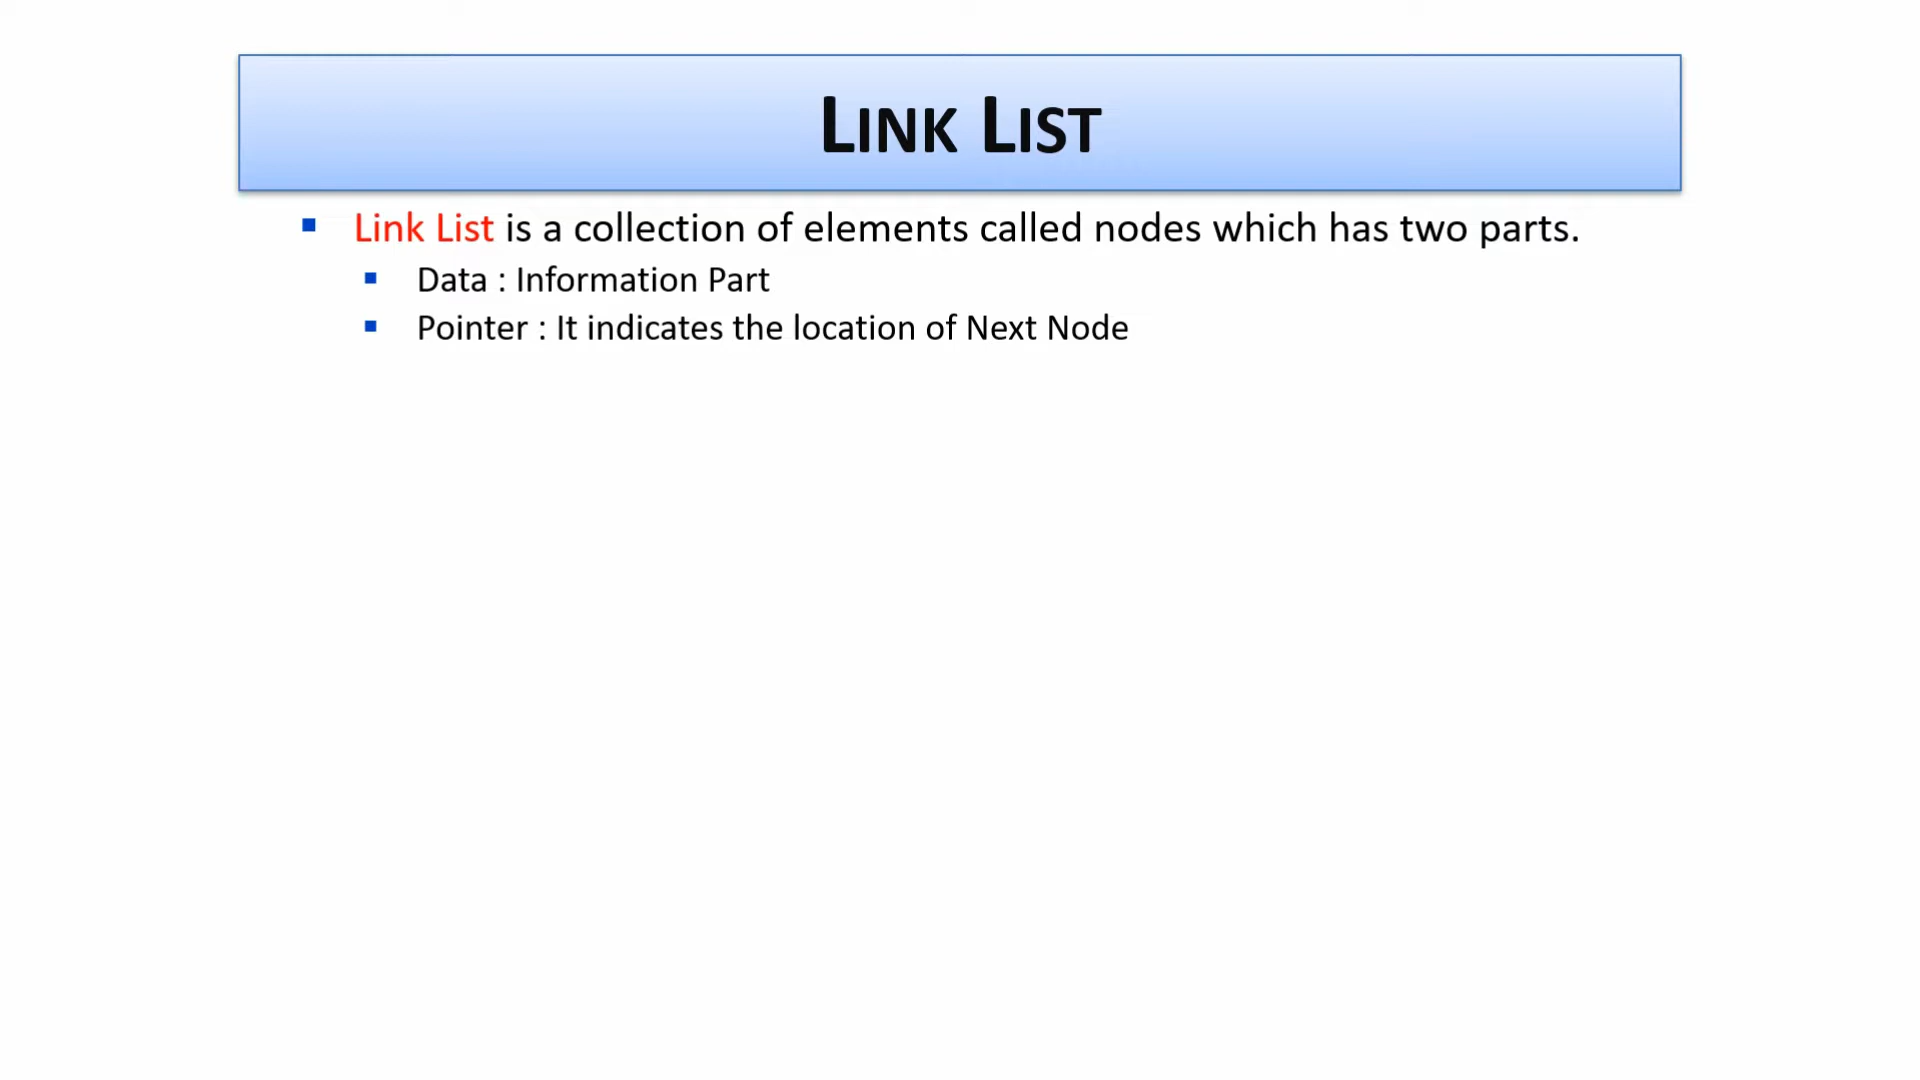 Link List
Link List is a collection of elements called nodes which has two parts.
Data : Information Part
Pointer : It indicates the location of Next Node